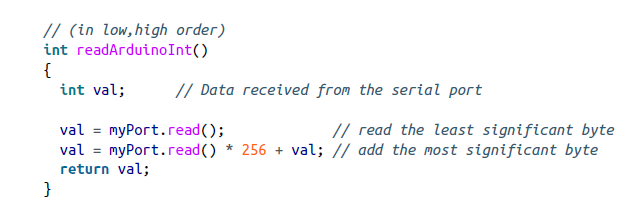 // (in low,high order)
int readArduinoInt()
{
  int val;      // Data received from the serial port

  val = myPort.read();             // read the least significant byte
  val = myPort.read() * 256 + val; // add the most significant byte
  return val;
}